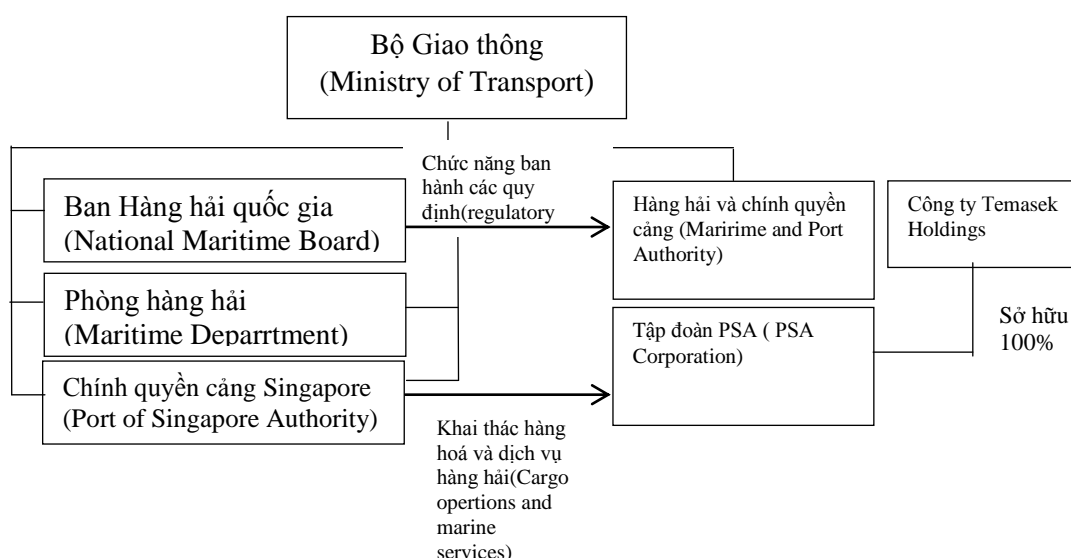 Bộ Giao thông
(Ministry of Transport)
Chức năng ban
hành các quy
định(regulatory
Ban Hàng hải quốc gia
(National Maritime Board)
Hàng hải và chính quyền
cảng (Maririme and Port
Authority)
Công ty Temasek
Holdings
Phòng hàng hải
(Maritime Deparrtment)
Tập đoàn PSA ( PSA
Corporation)
Sở hữu
100%
Chính quyền cảng Singapore
(Port of Singapore Authority)
Khai thác hàng
hoá và dịch vụ
hàng hải(Cargo
opertions and
marine
services)